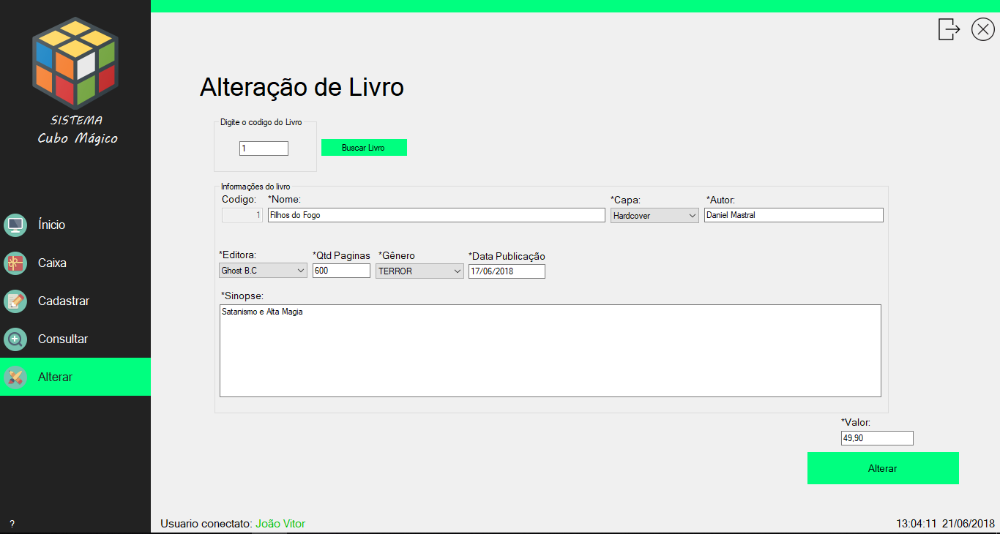 SISTEMA
Cubo Mágico
Ínicio
Caixa
Cadastrar
Consultar
Alterar
?
Alteração de Livro
Digite o codigo do Livro
1
Buscar Livro
Informações do livro
Codigo: *Nome: *Capa: *Autor:
1 Filhos do Fogo Hardcover Daniel Mastral
*Editora: *Qtd Paginas *Gênero *Data Publicação
Ghost B.C 600 TERROR 17/06/2018
*Sinopse:
Satanismo e Alta Magia
*Valor:
49,90
Alterar
Usuario conectato: João Vitor 13:04:11 21/06/2018